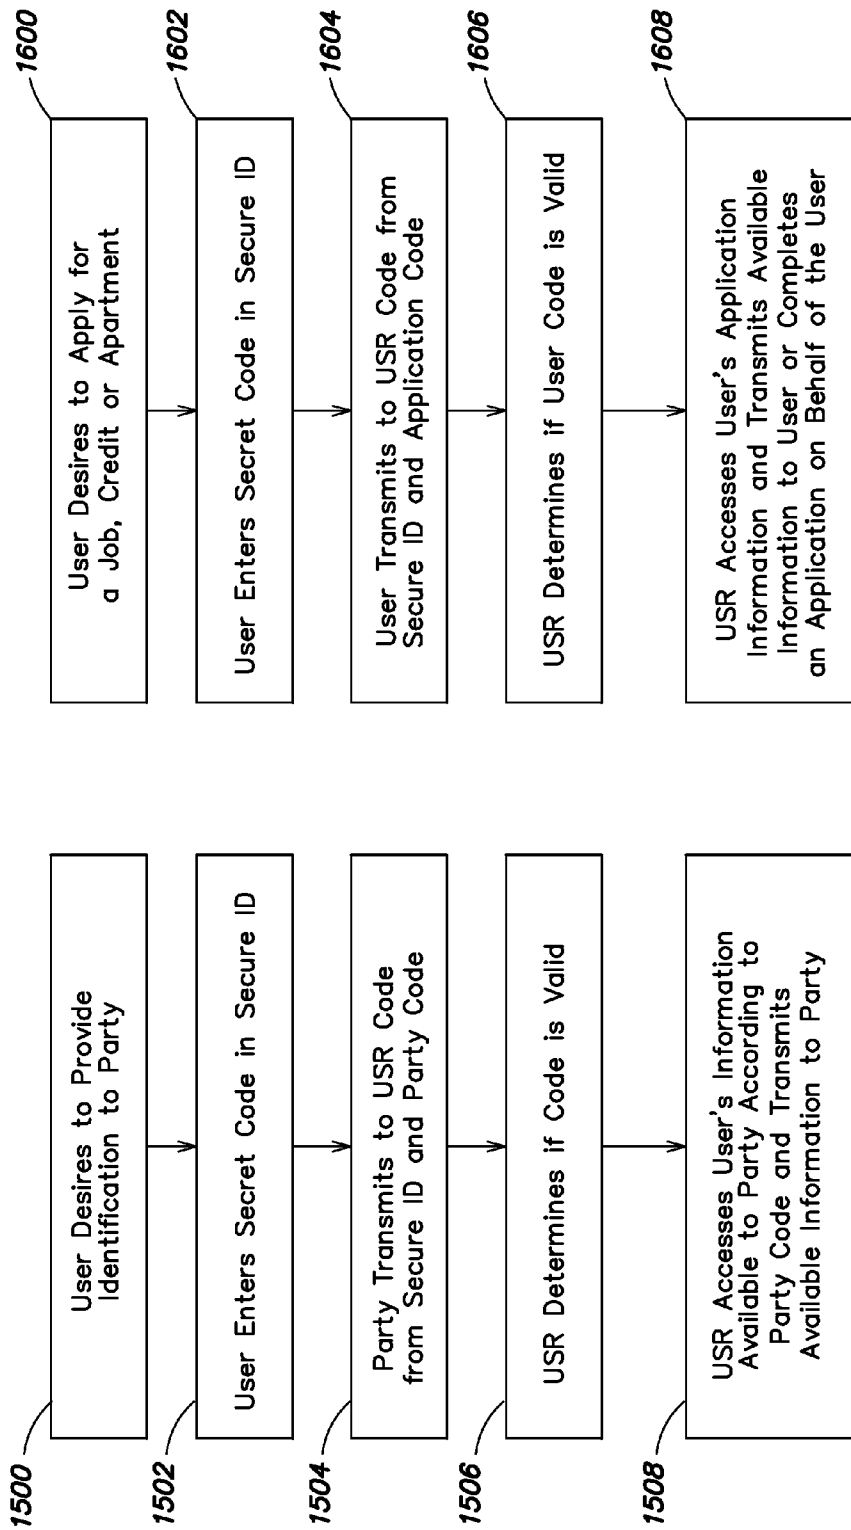 1500
User Desires to Provide
Identification to Party
1502
User Enters Secret Code in Secure ID
1504
Party Transmits to USR Code
from Secure ID and Party Code
1506
USR Determines if Code is Valid
1508
USR Accesses User's Information
Available to Party According to
Party Code and Transmits
Available Information to Party
1600
User Desires to Apply for
a Job, Credit or Apartment
1602
User Enters Secret Code in Secure ID
1604
User Transmits to USR Code from
Secure ID and Application Code
1606
USR Determines if User Code is Valid
1608
USR Accesses User's Application
Information and Transmits Available
Information to User or Completes
an Application on Behalf of the User